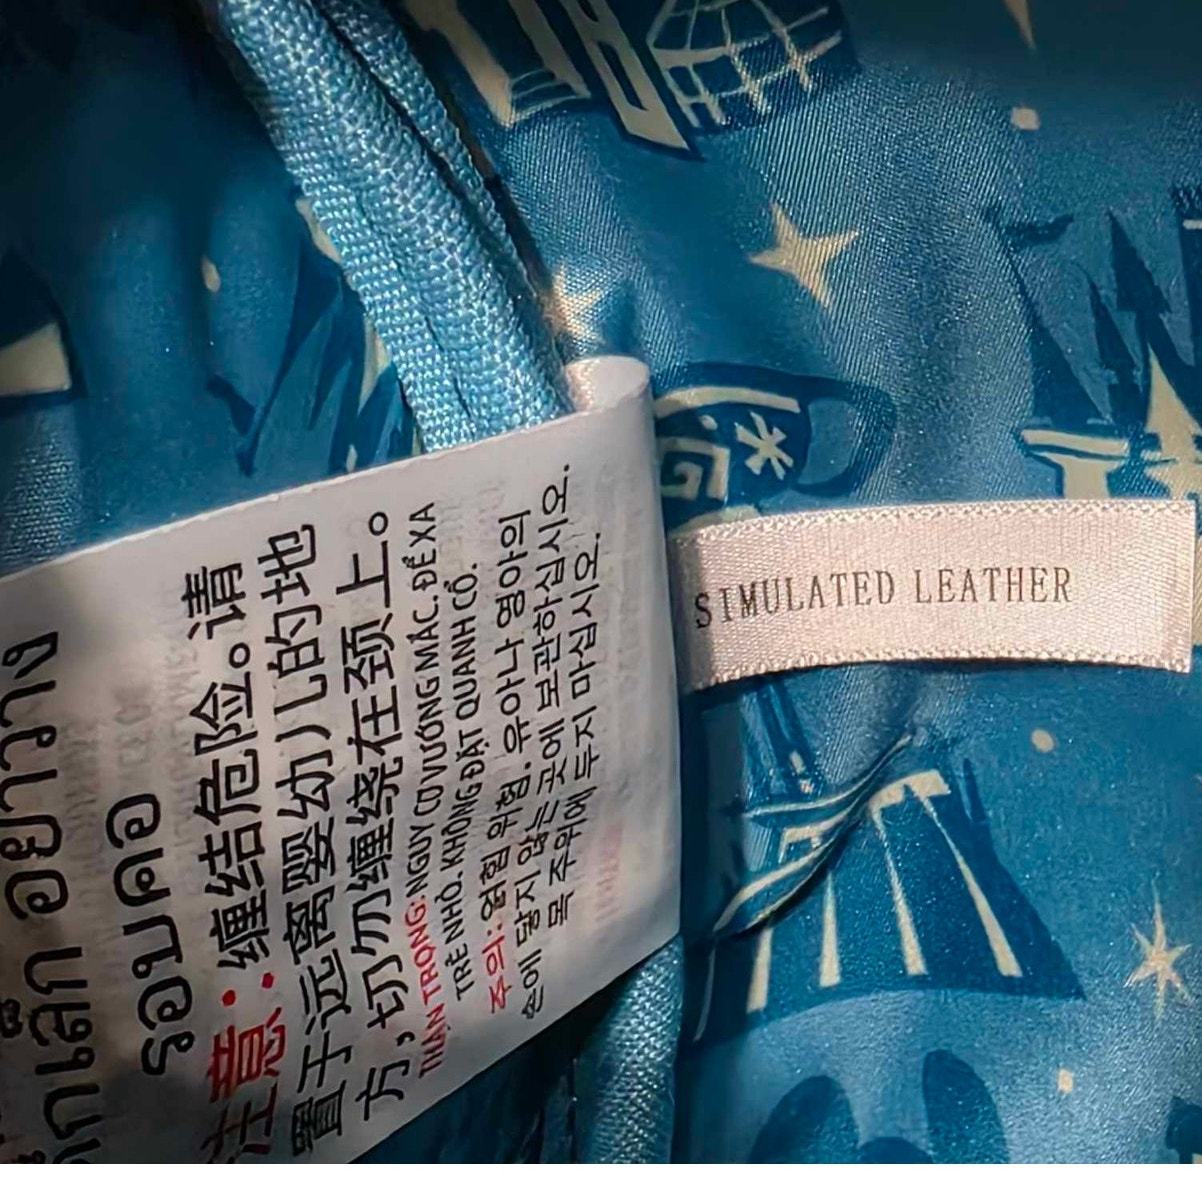 อย่าวาง
รอบคอ
注意：缠结危险。请
置于远离婴幼儿的地
方，切勿缠绕在颈上。
THẬN TRỌNG: NGUY CƠ VƯỚNG MẮC. ĐỂ XA
TRẺ NHỎ. KHÔNG ĐẶT QUANH CỔ.
주의: 얽힘 위험. 유아나 영아의
손에 닿지 않는 곳에 보관하십시오.
목 주위에 두지 마십시오.
SIMULATED LEATHER